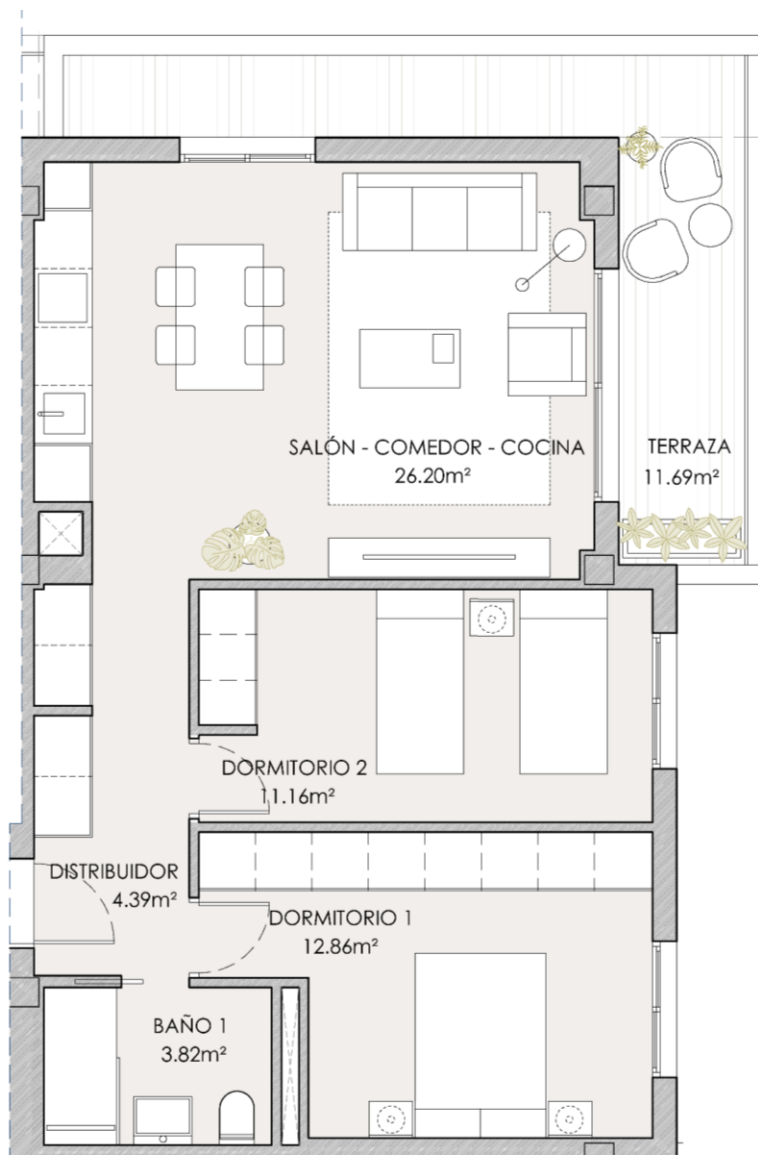 SALÓN - COMEDOR - COCINA
26.20m²
TERRAZA
11.69m²
DORMITORIO 2
11.16m²
DISTRIBUIDOR
4.39m²
DORMITORIO 1
12.86m²
BAÑO 1
3.82m²